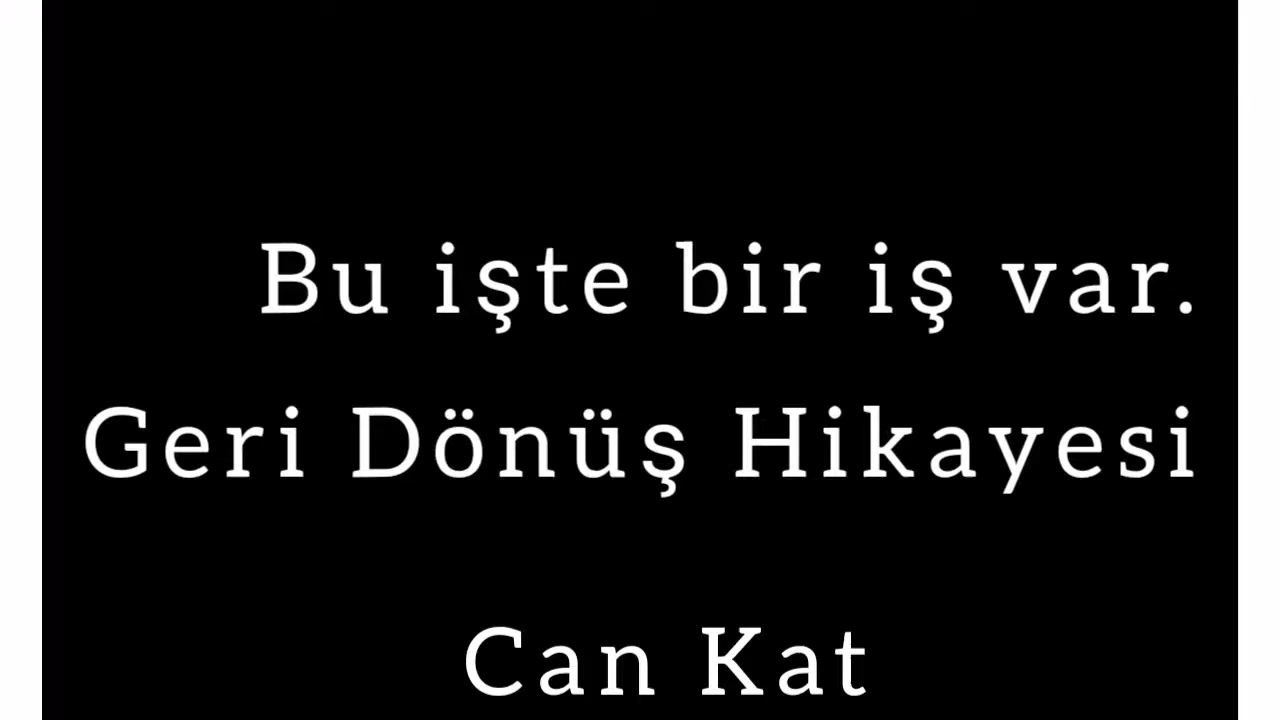 Bu işte bir iş var.
Geri Dönüş Hikayesi
Can Kat